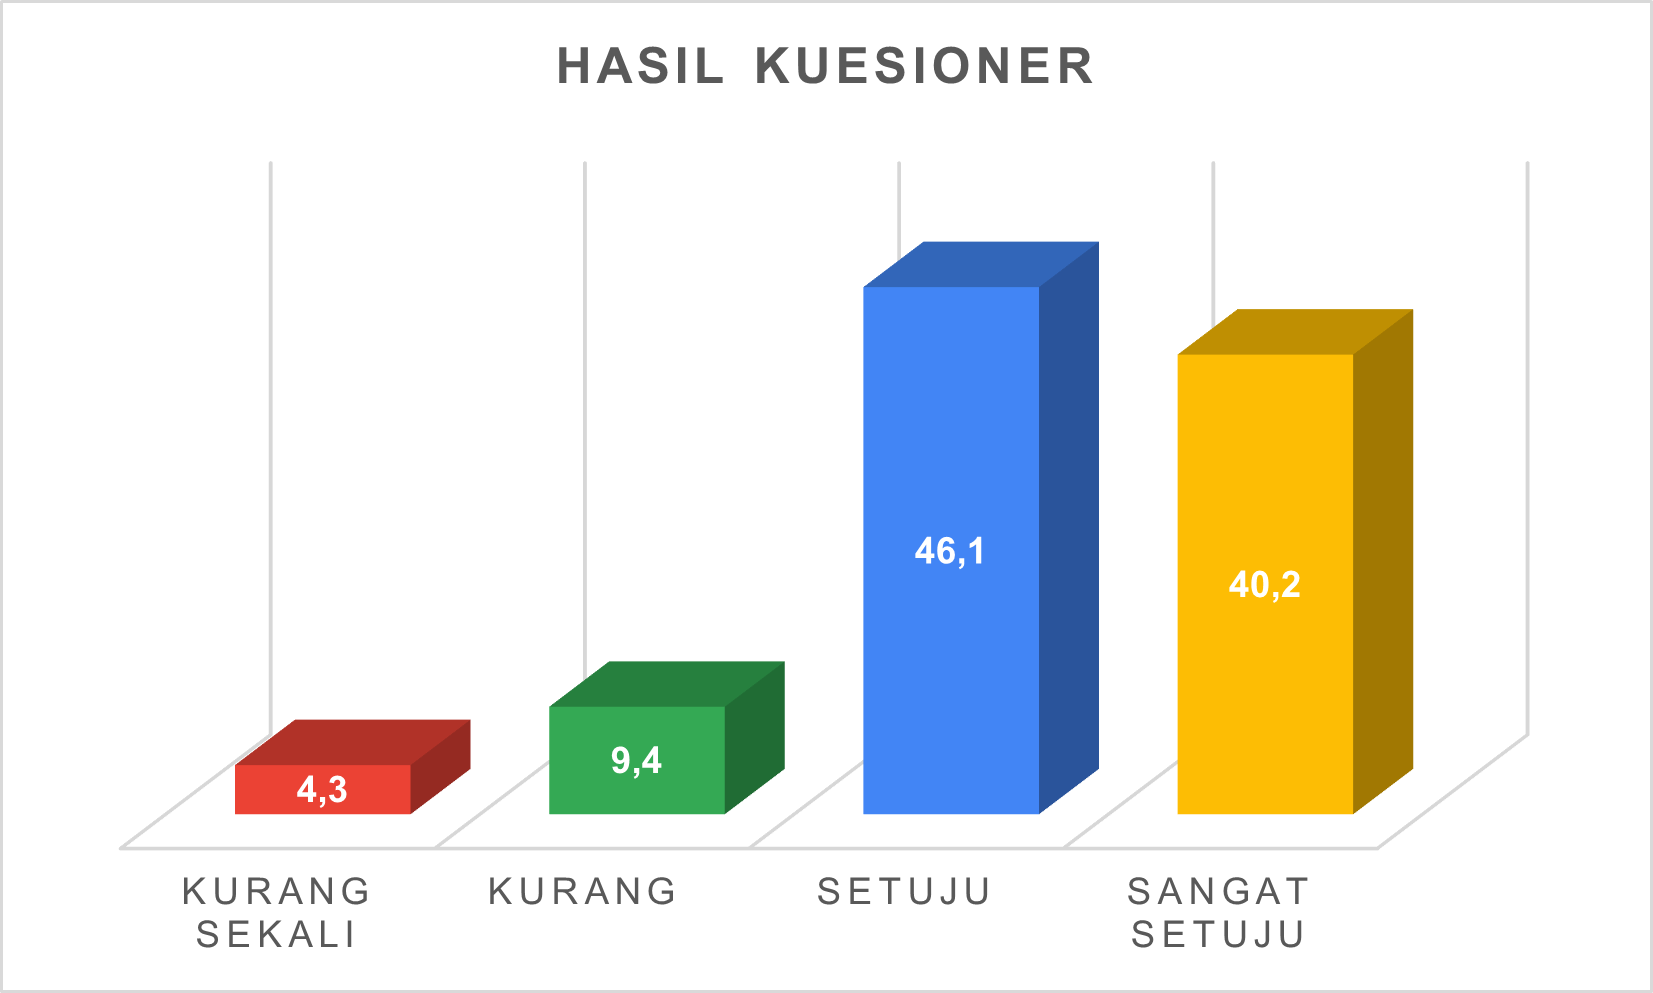 HASIL KUESIONER
46,1
40,2
9,4
4,3
KURANG SEKALI
KURANG
SETUJU
SANGAT SETUJU